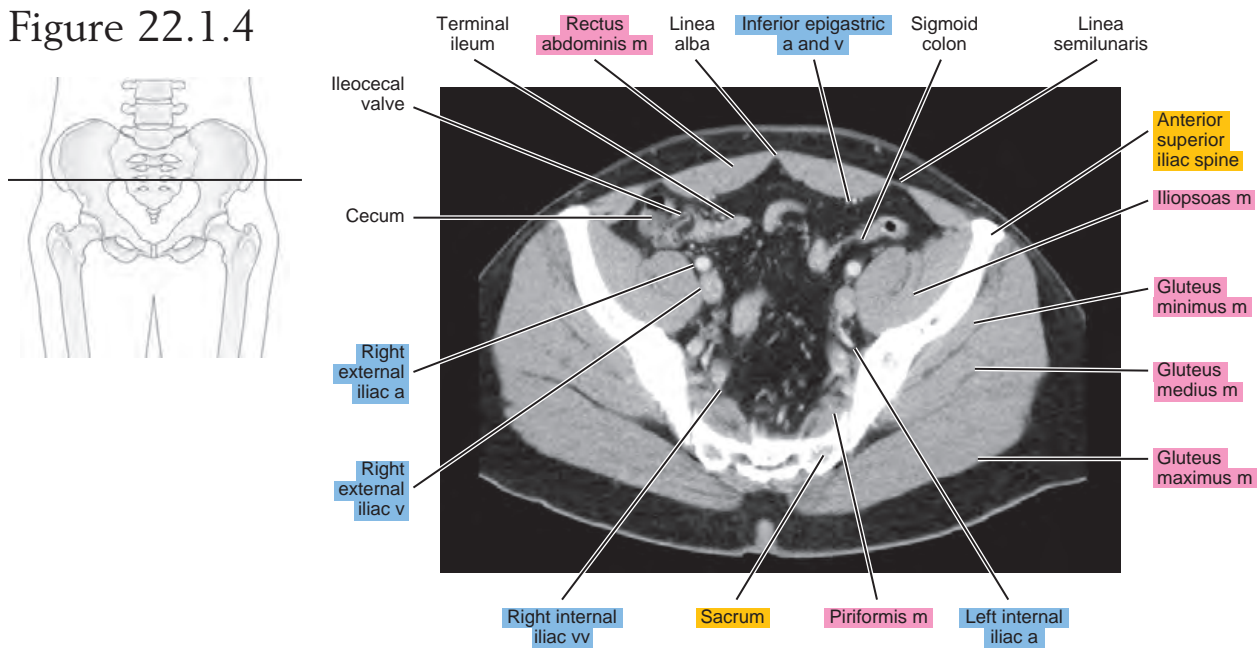 Figure 22.1.4
Terminal
ileum
Rectus
abdominis m
Linea
alba
Inferior epigastric
a and v
Sigmoid
colon
Linea
semilunaris
Ileocecal
valve
Cecum
Right
external
iliac a
Right
external
iliac v
Anterior
superior
iliac spine
Iliopsoas m
Gluteus
minimus m
Gluteus
medius m
Gluteus
maximus m
Right internal
iliac vv
Sacrum
Piriformis m
Left internal
iliac a